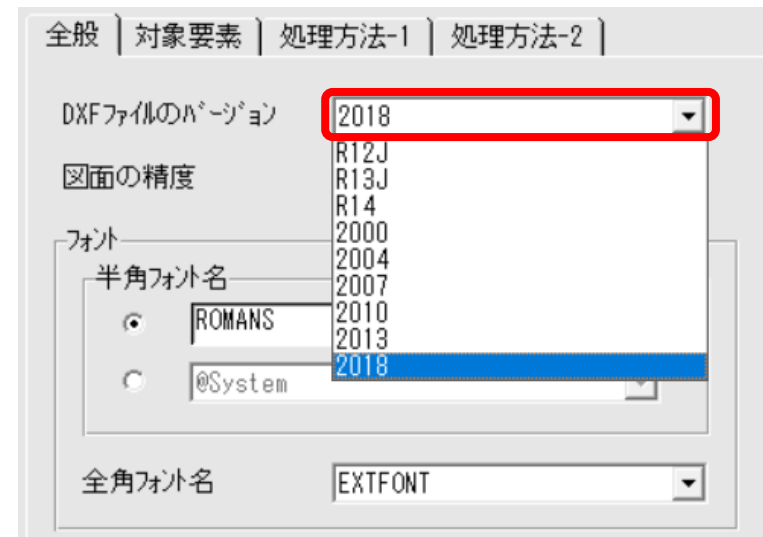 全般 対象要素 処理方法-1 処理方法-2
DXFﾌｧｲﾙのﾊﾞｰｼﾞｮﾝ 2018
R12J
図面の精度 R13J
R14
2000
ﾌｫﾝﾄ 2004
半角ﾌｫﾝﾄ名 2007
ROMANS 2010
2013
2018
@System
全角ﾌｫﾝﾄ名 EXTFONT